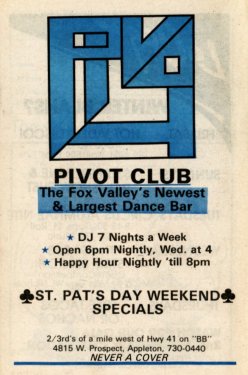 PIVOT
PIVOT CLUB
The Fox Valley's Newest
& Largest Dance Bar
★ DJ 7 Nights a Week
★ Open 6pm Nightly, Wed. at 4
★ Happy Hour Nightly 'till 8pm
♣ST. PAT'S DAY WEEKEND♣
SPECIALS
2/3rd's of a mile west of Hwy 41 on "BB"
4815 W. Prospect, Appleton, 730-0440
NEVER A COVER